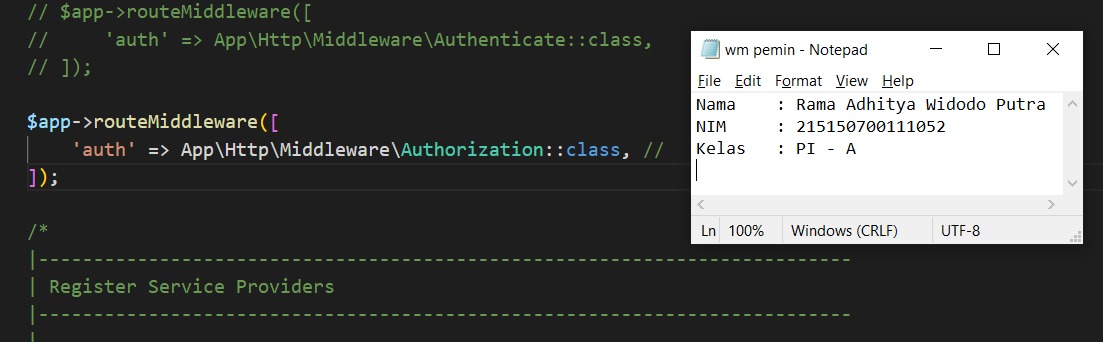 // $app->routeMiddleware([
//     'auth' => App\Http\Middleware\Authenticate::class,
// ]);
$app->routeMiddleware([
    'auth' => App\Http\Middleware\Authorization::class, //
]);
/*
|--------------------------------------------------------------------------
| Register Service Providers
|--------------------------------------------------------------------------
|
wm pemin - Notepad
File Edit Format View Help
Nama    : Rama Adhitya Widodo Putra
NIM     : 215150700111052
Kelas   : PI - A
Ln 100% Windows (CRLF) UTF-8